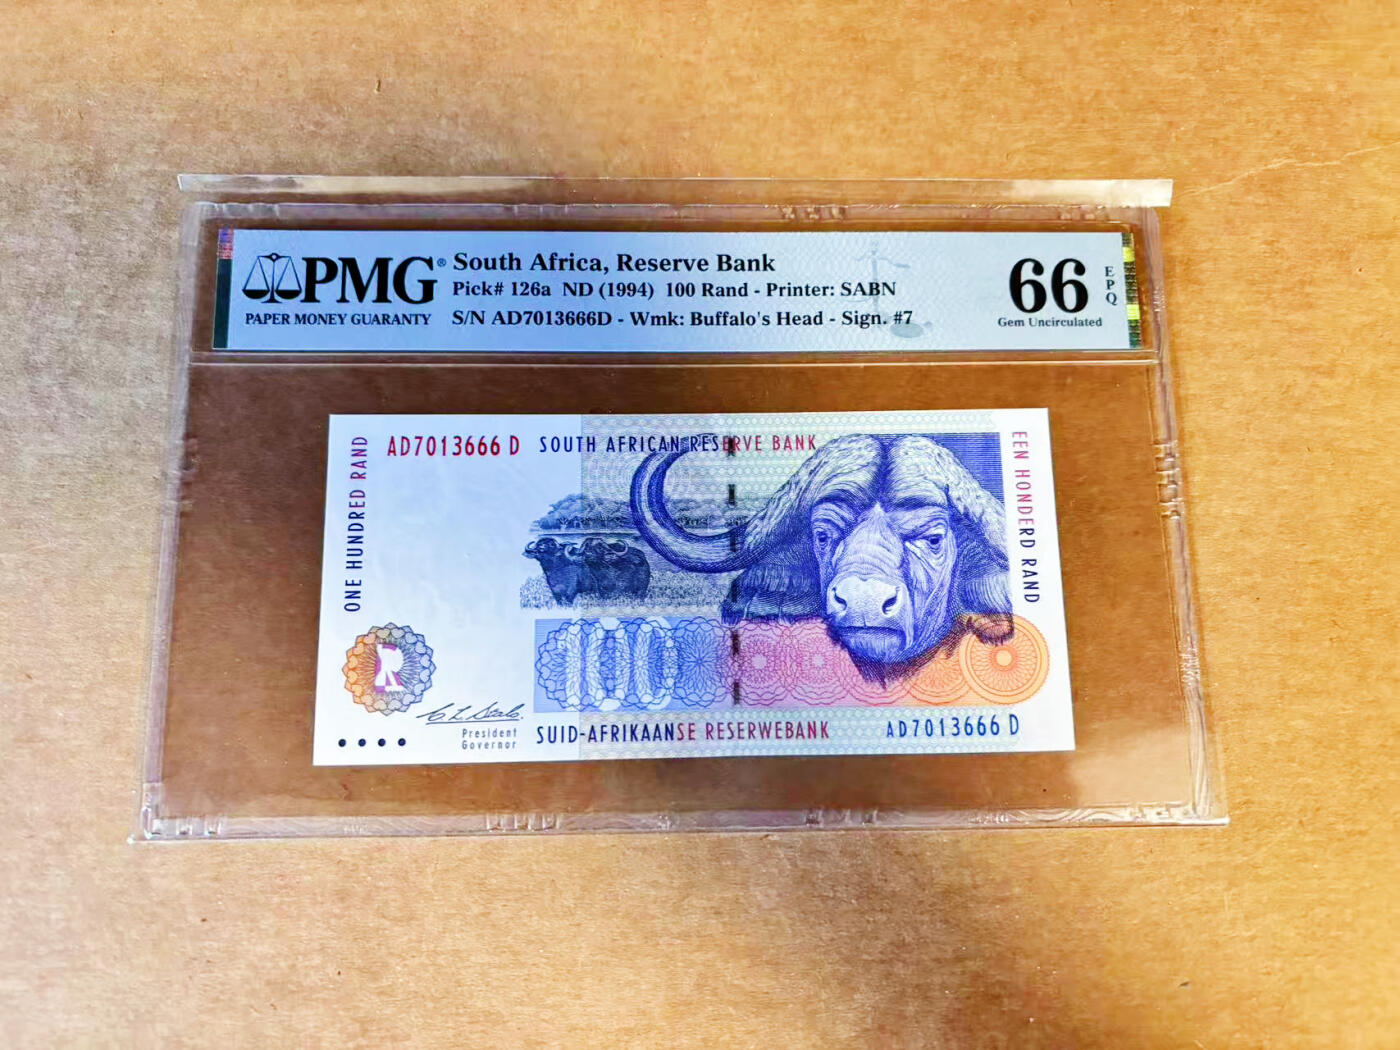 PMG®
PAPER MONEY GUARANTY
South Africa, Reserve Bank
Pick# 126a ND (1994) 100 Rand - Printer: SABN
S/N AD7013666D - Wmk: Buffalo's Head - Sign. #7
66
EPQ
Gem Uncirculated
ONE HUNDRED RAND
AD7013666 D
SOUTH AFRICAN RESERVE BANK
EEN HONDERD RAND
100
R
C L Stals.
President
Governor
SUID-AFRIKAANSE RESERWEBANK
AD7013666 D